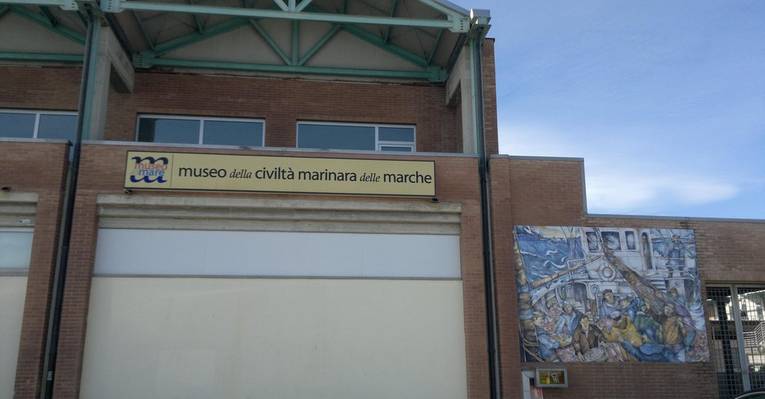 museo
mare
museo della civiltà marinara delle marche